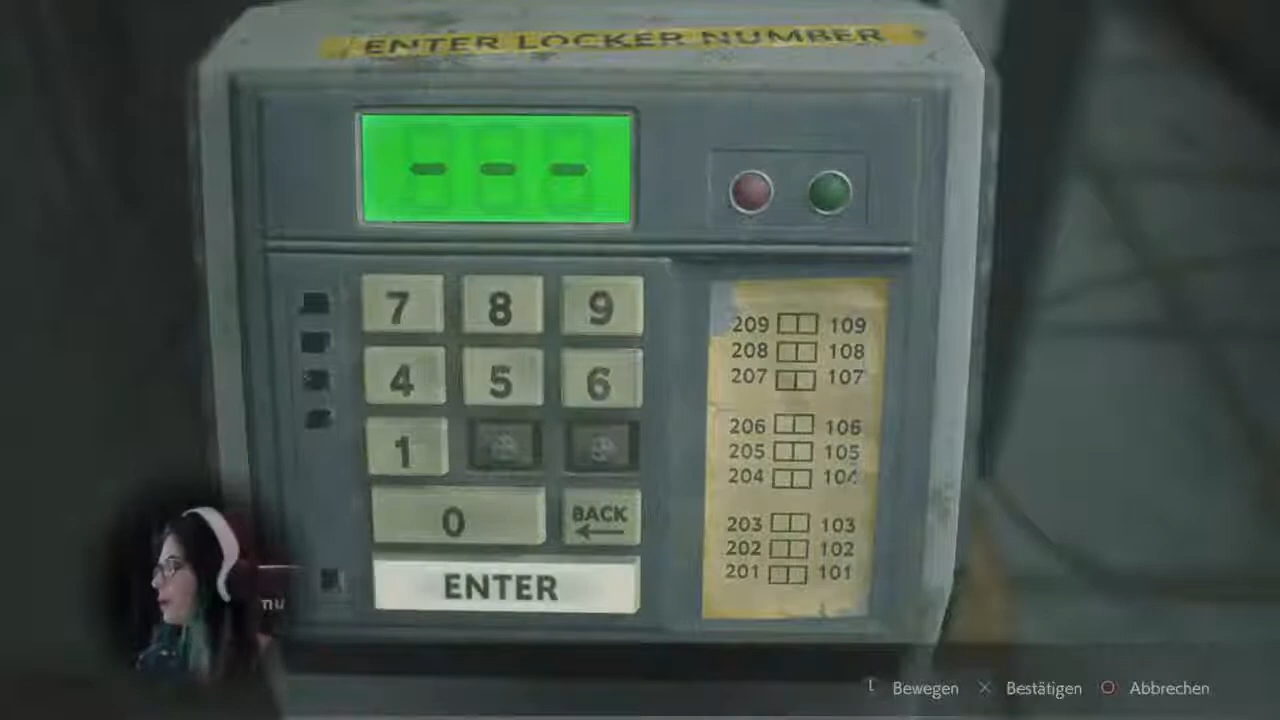 ENTER LOCKER NUMBER
- - -
7 8 9
4 5 6
1
0 BACK
ENTER
209 109
208 108
207 107
206 106
205 105
204 104
203 103
202 102
201 101
mu
L Bewegen X Bestätigen O Abbrechen